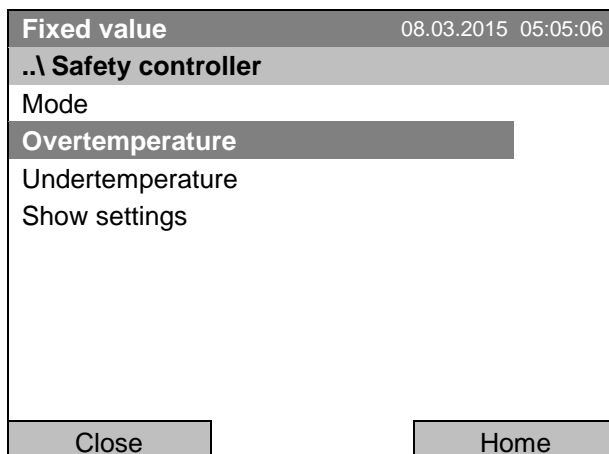 Fixed value 08.03.2015 05:05:06
..\ Safety controller
Mode
Overtemperature
Undertemperature
Show settings
Close Home